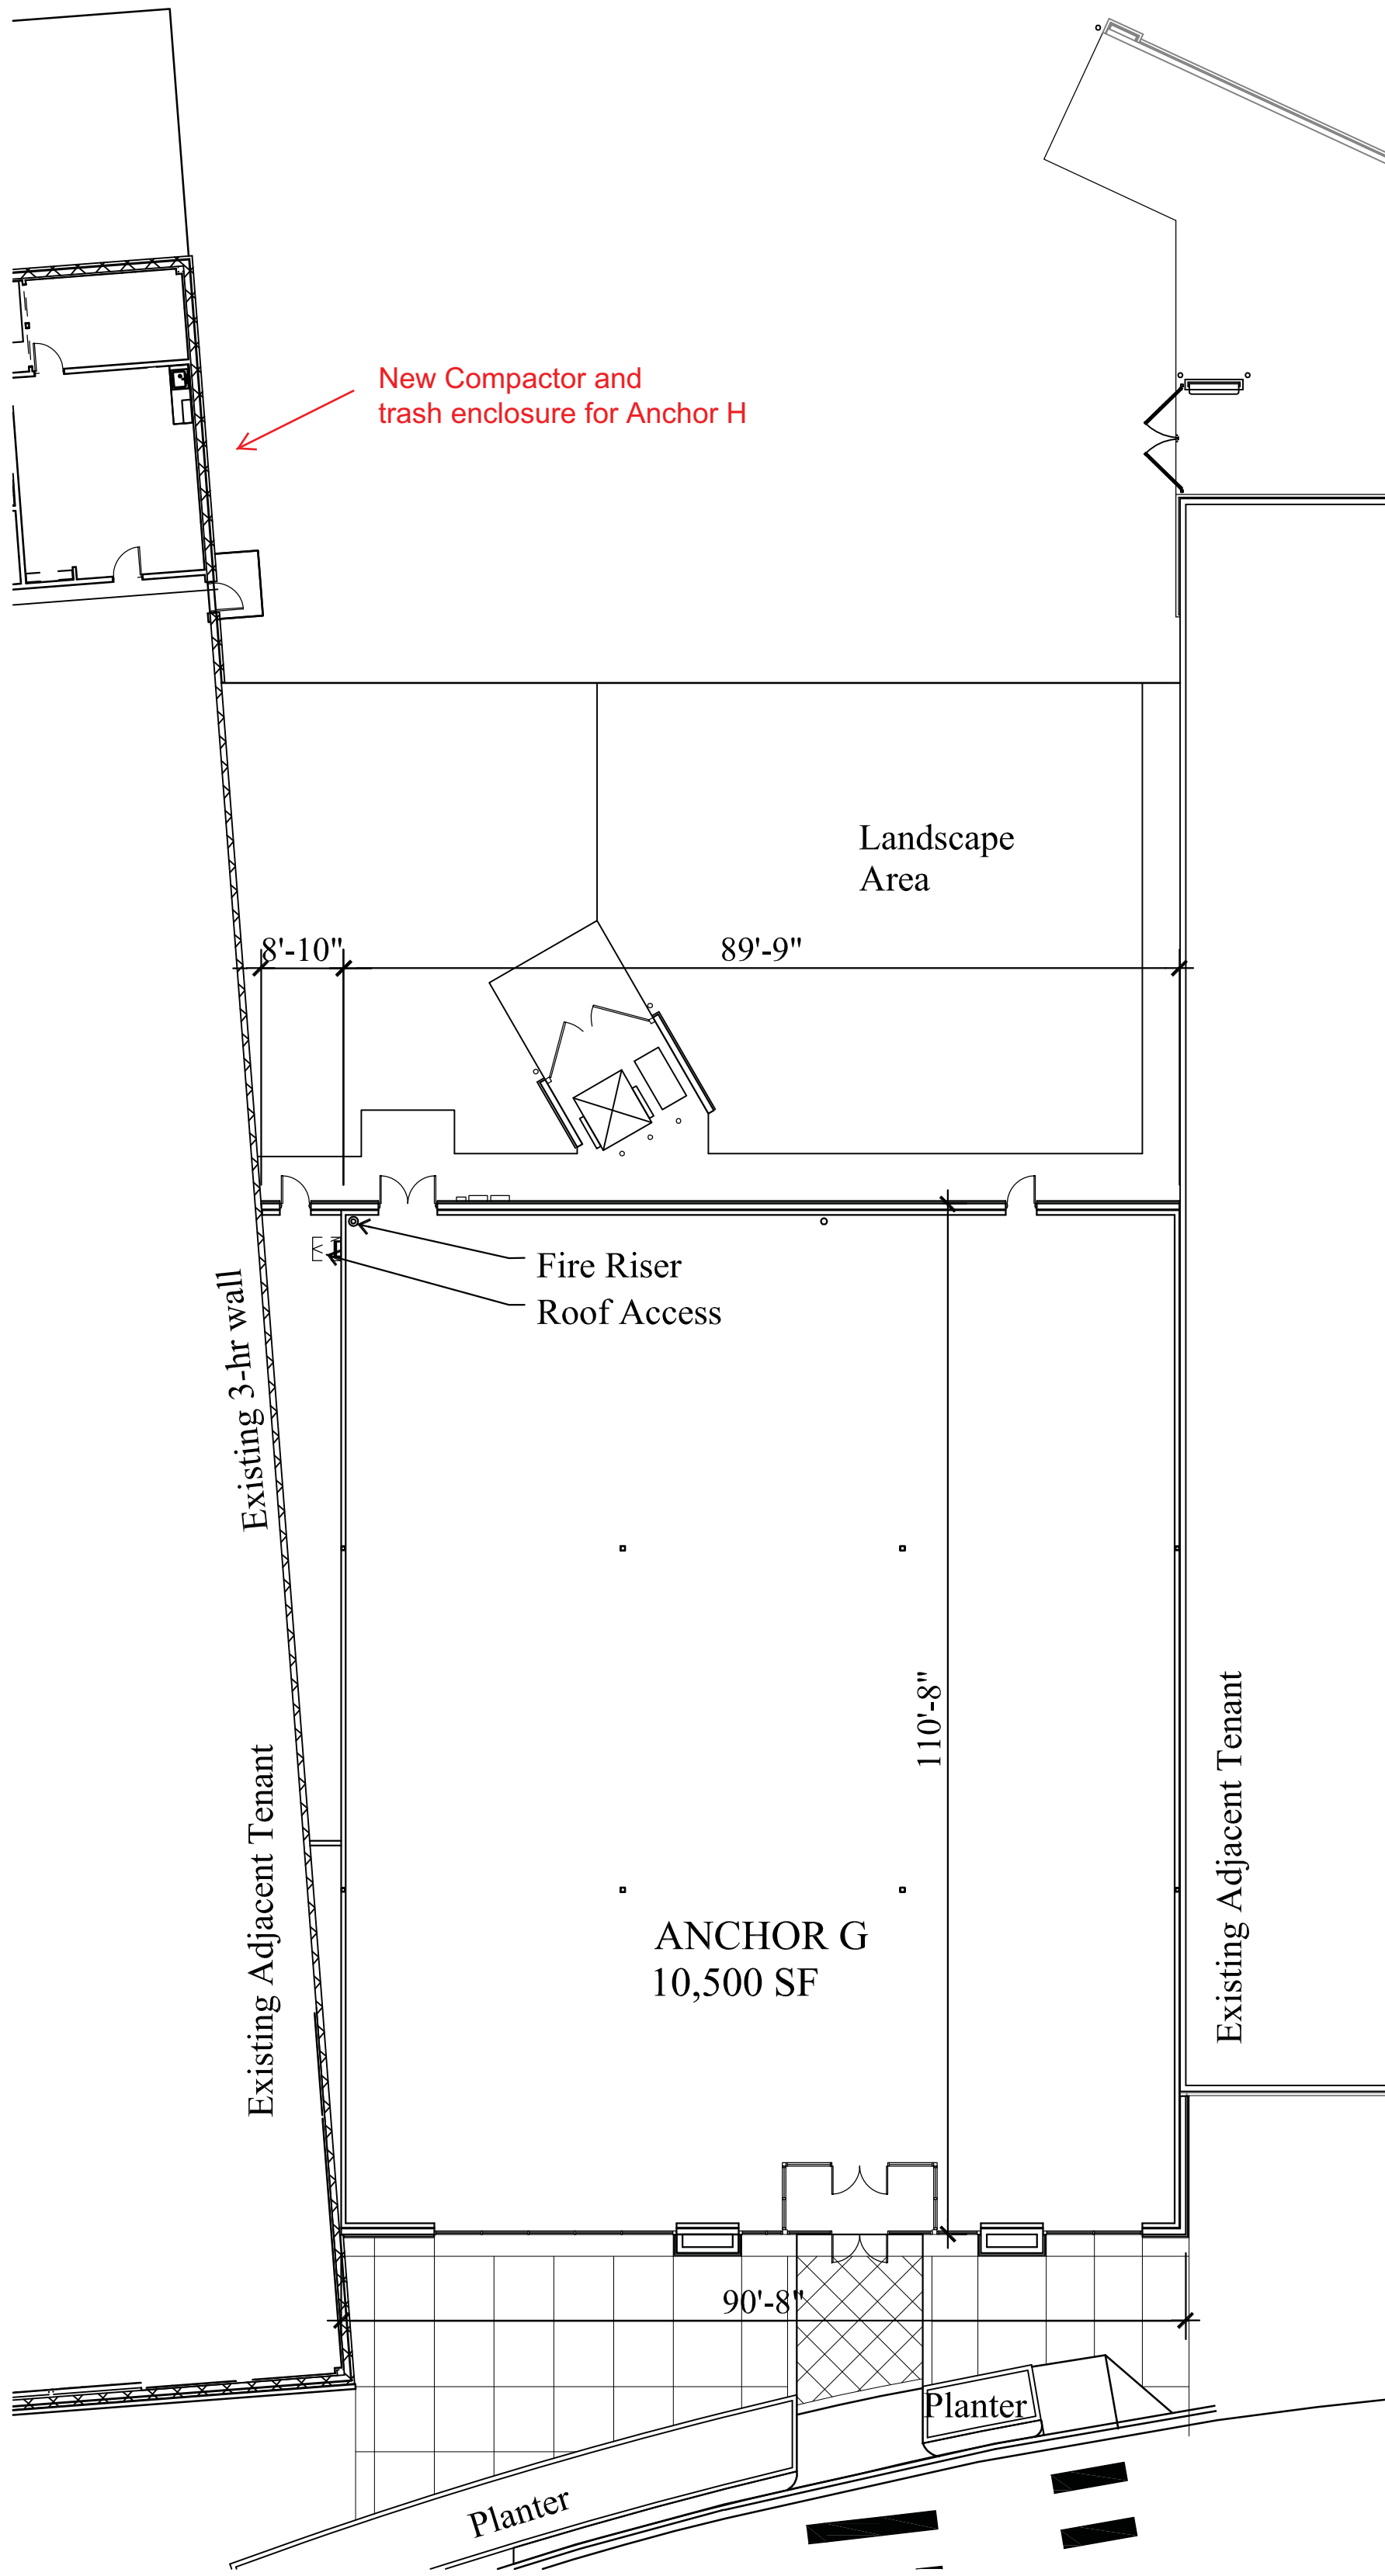 New Compactor and
trash enclosure for Anchor H
Landscape
Area
8'-10"
89'-9"
Fire Riser
Roof Access
Existing 3-hr wall
110'-8"
Existing Adjacent Tenant
Existing Adjacent Tenant
ANCHOR G
10,500 SF
90'-8"
Planter
Planter